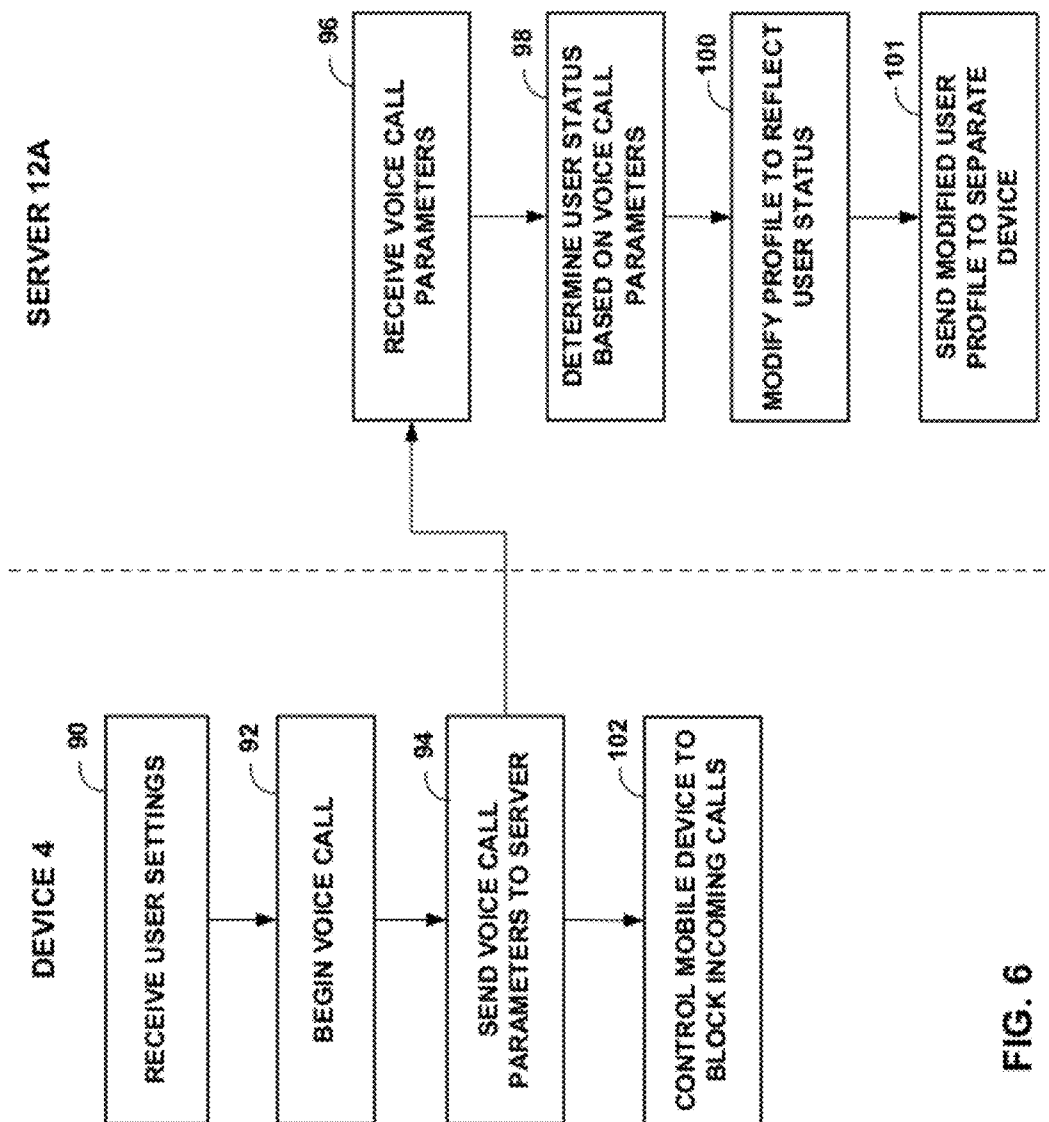 DEVICE 4
90
RECEIVE USER SETTINGS
92
BEGIN VOICE CALL
94
SEND VOICE CALL
PARAMETERS TO SERVER
102
CONTROL MOBILE DEVICE TO
BLOCK INCOMING CALLS
SERVER 12A
96
RECEIVE VOICE CALL
PARAMETERS
98
DETERMINE USER STATUS
BASED ON VOICE CALL
PARAMETERS
100
MODIFY PROFILE TO REFLECT
USER STATUS
101
SEND MODIFIED USER
PROFILE TO SEPARATE
DEVICE
FIG. 6